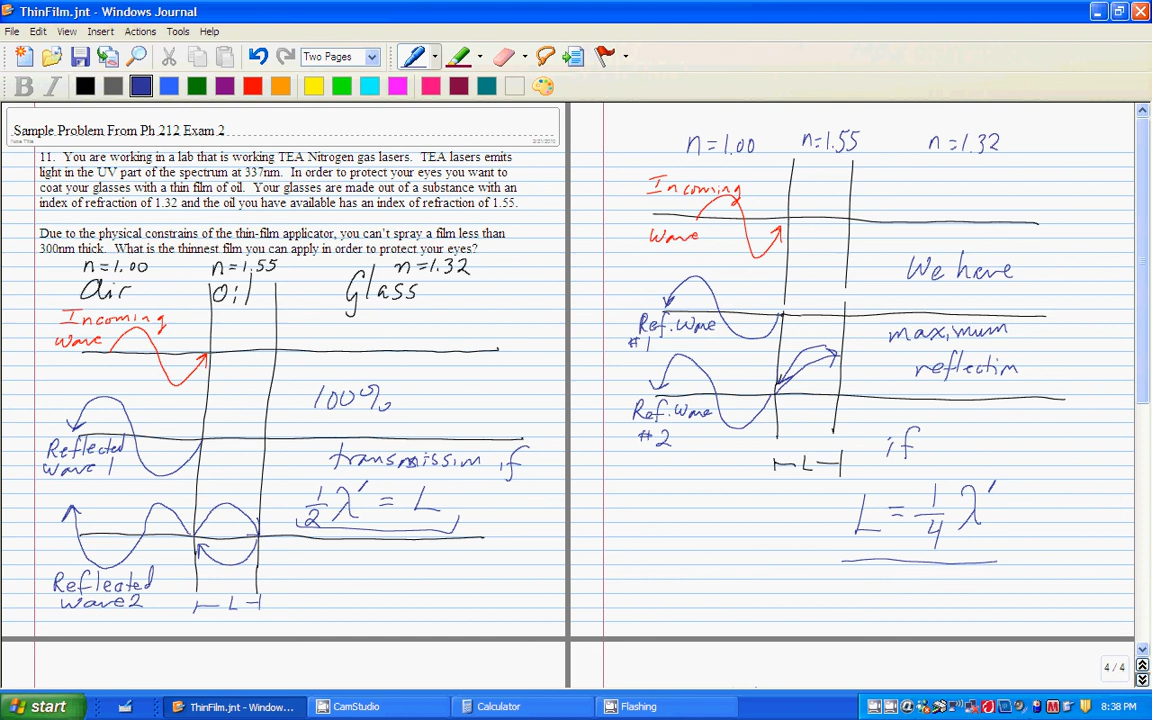 ThinFilm.jnt - Windows Journal
File Edit View Insert Actions Tools Help
Two Pages
B I
Sample Problem From Ph 212 Exam 2
Note Title
8/21/2010
11. You are working in a lab that is working TEA Nitrogen gas lasers. TEA lasers emits
light in the UV part of the spectrum at 337nm. In order to protect your eyes you want to
coat your glasses with a thin film of oil. Your glasses are made out of a substance with an
index of refraction of 1.32 and the oil you have available has an index of refraction of 1.55.
Due to the physical constrains of the thin-film applicator, you can't spray a film less than
300nm thick. What is the thinnest film you can apply in order to protect your eyes?
n=1.00 n=1.55 n=1.32
air Oil Glass
Incoming
wave
100%
Reflected
wave 1
transmission if
1/2 λ' = L
Reflected
wave 2
L
n=1.00 n=1.55 n=1.32
Incoming
Wave
We have
Ref. Wave
#1
maximum
reflection
Ref. Wave
#2
if
L
L = 1/4 λ'
4/4
start
ThinFilm.jnt - Window...
CamStudio
Calculator
Flashing
8:38 PM